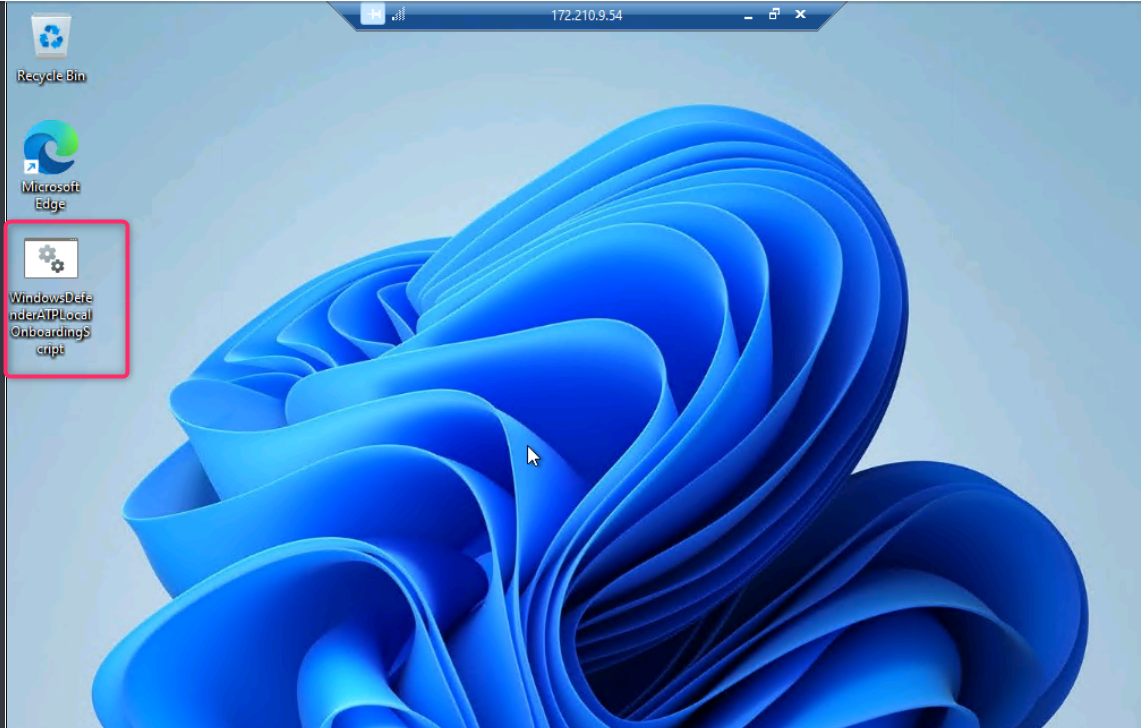 172.210.9.54
Recycle Bin
Microsoft
Edge
WindowsDefe
nderATPLocal
OnboardingS
cript